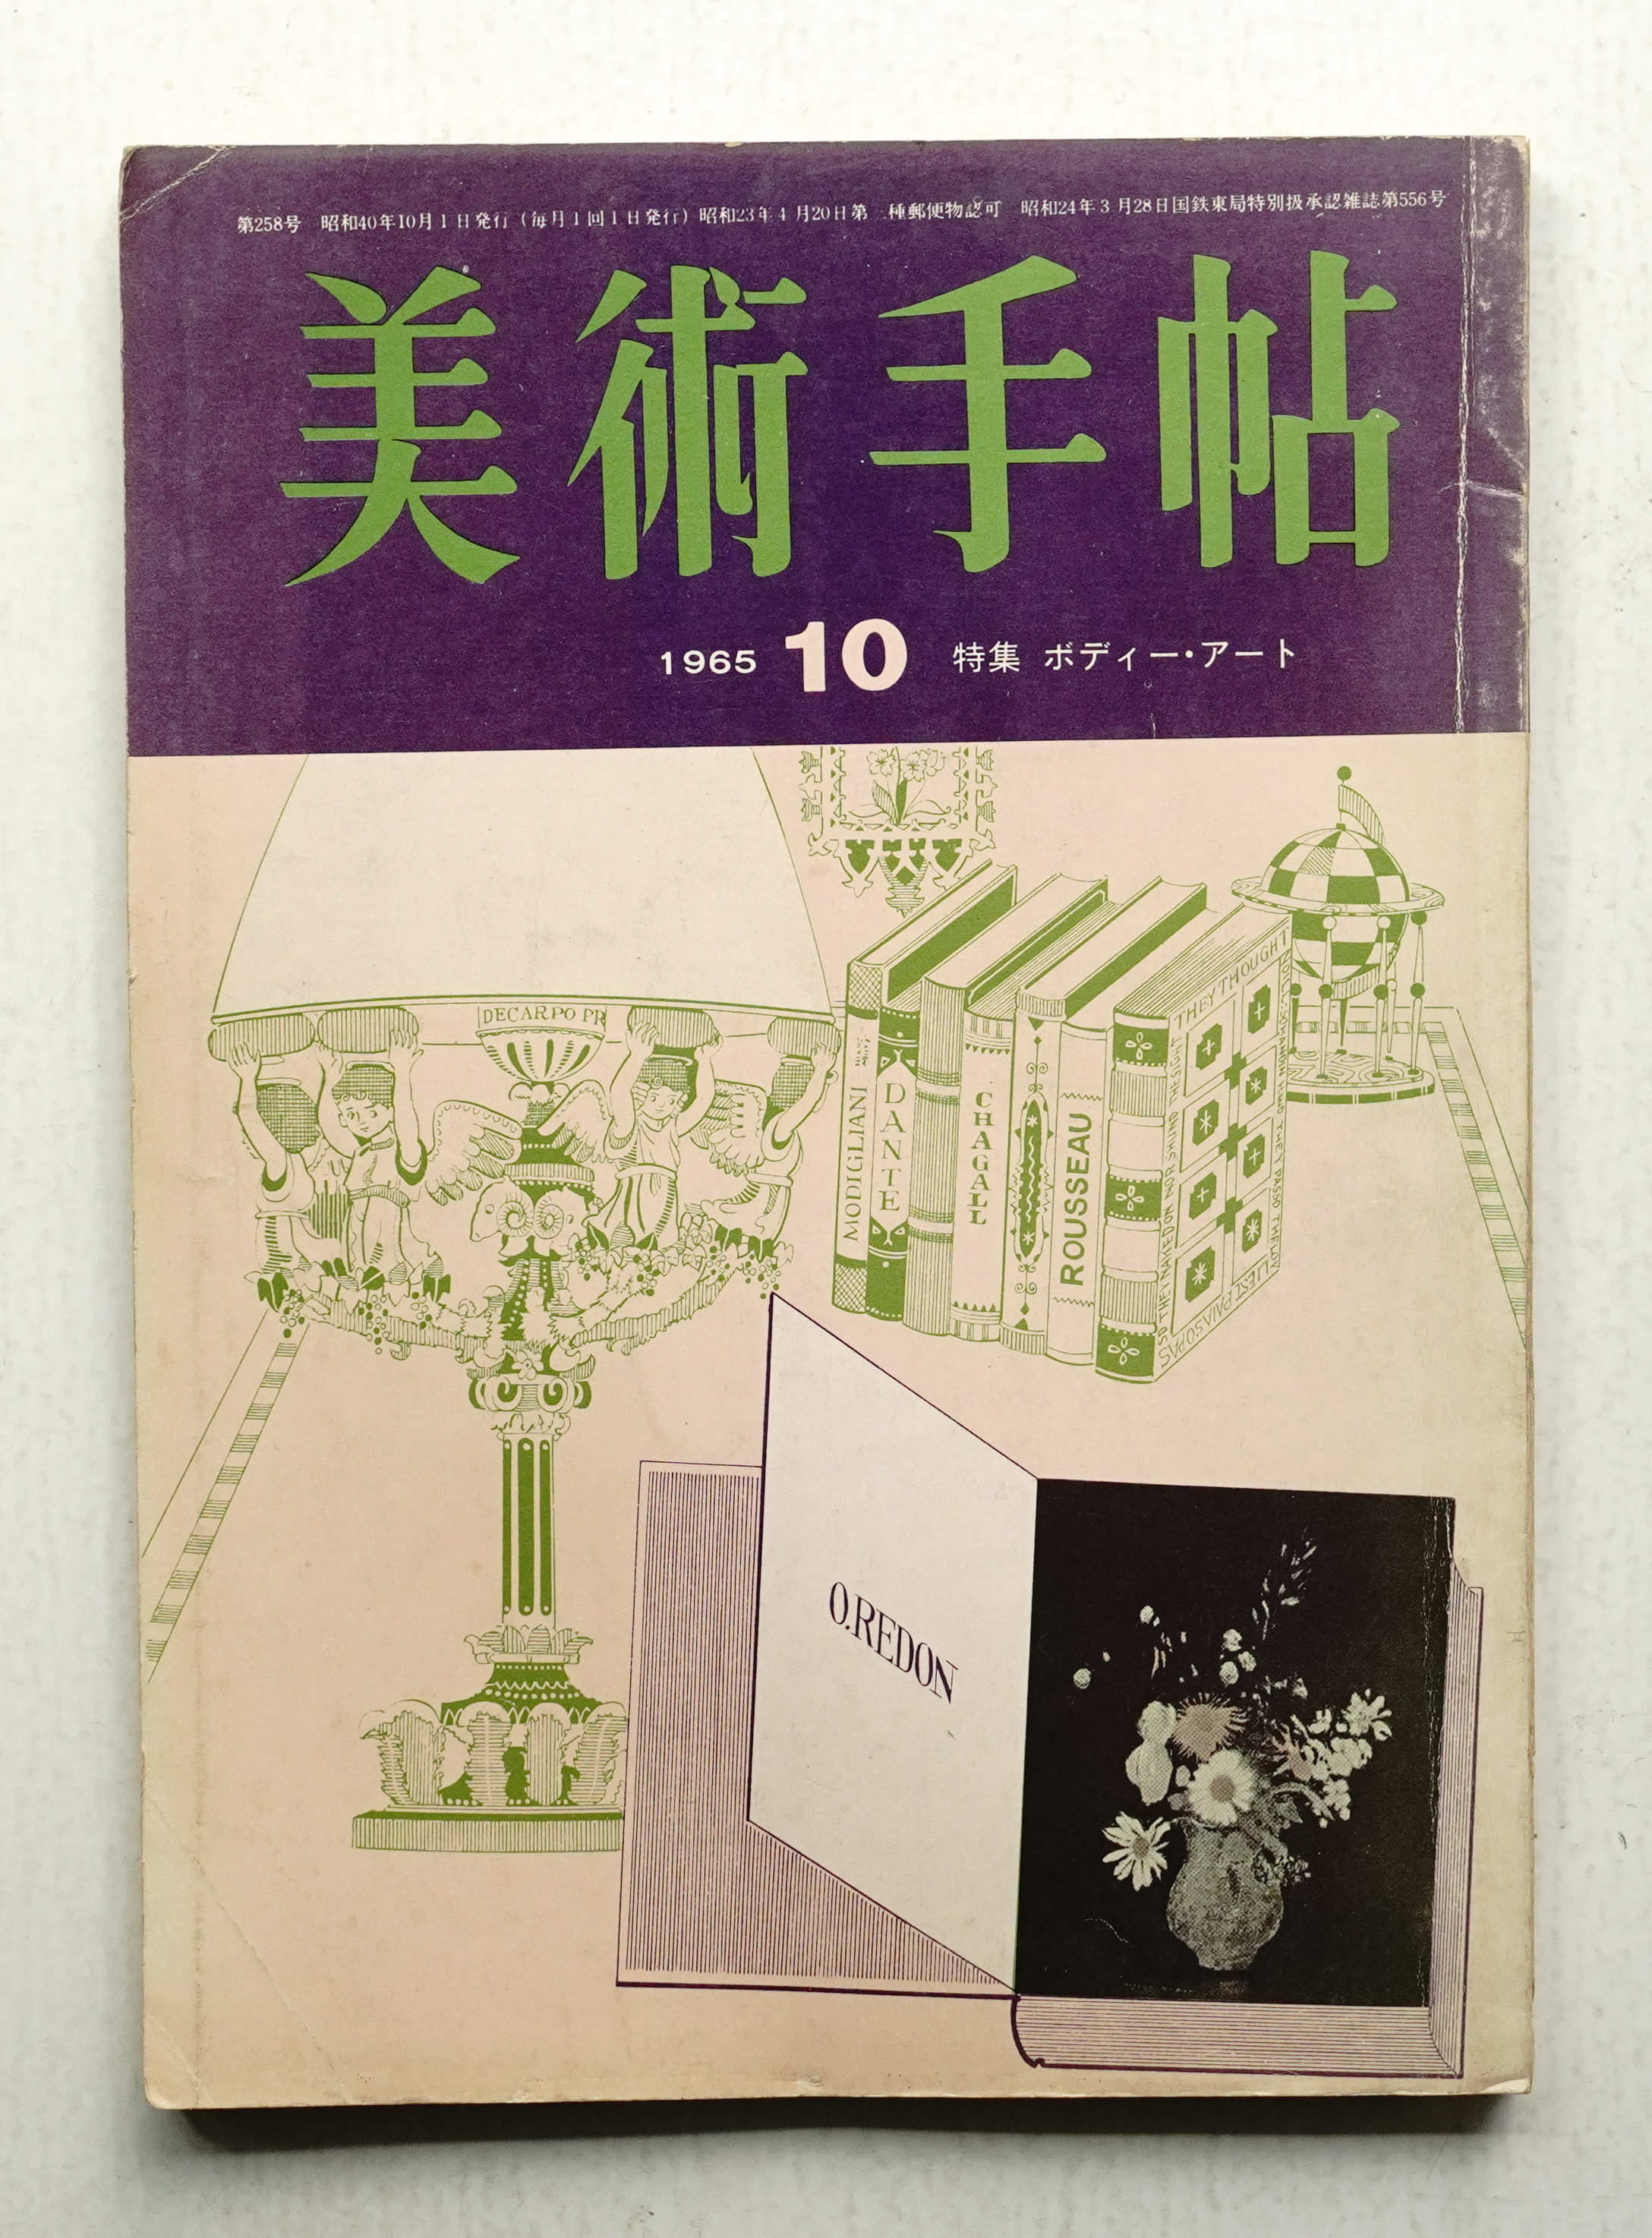 第258号 昭和40年10月1日発行(毎月1回1日発行) 昭和23年4月20日第 種郵便物認可 昭和24年3月28日国鉄東局特別扱承認雑誌第556号
美術手帖
1965 10 特集 ボディー・アート
DECARPO PR
MODIGLIANI
DANTE
CHAGALL
ROUSSEAU
THEY THOUGHT
O.REDON